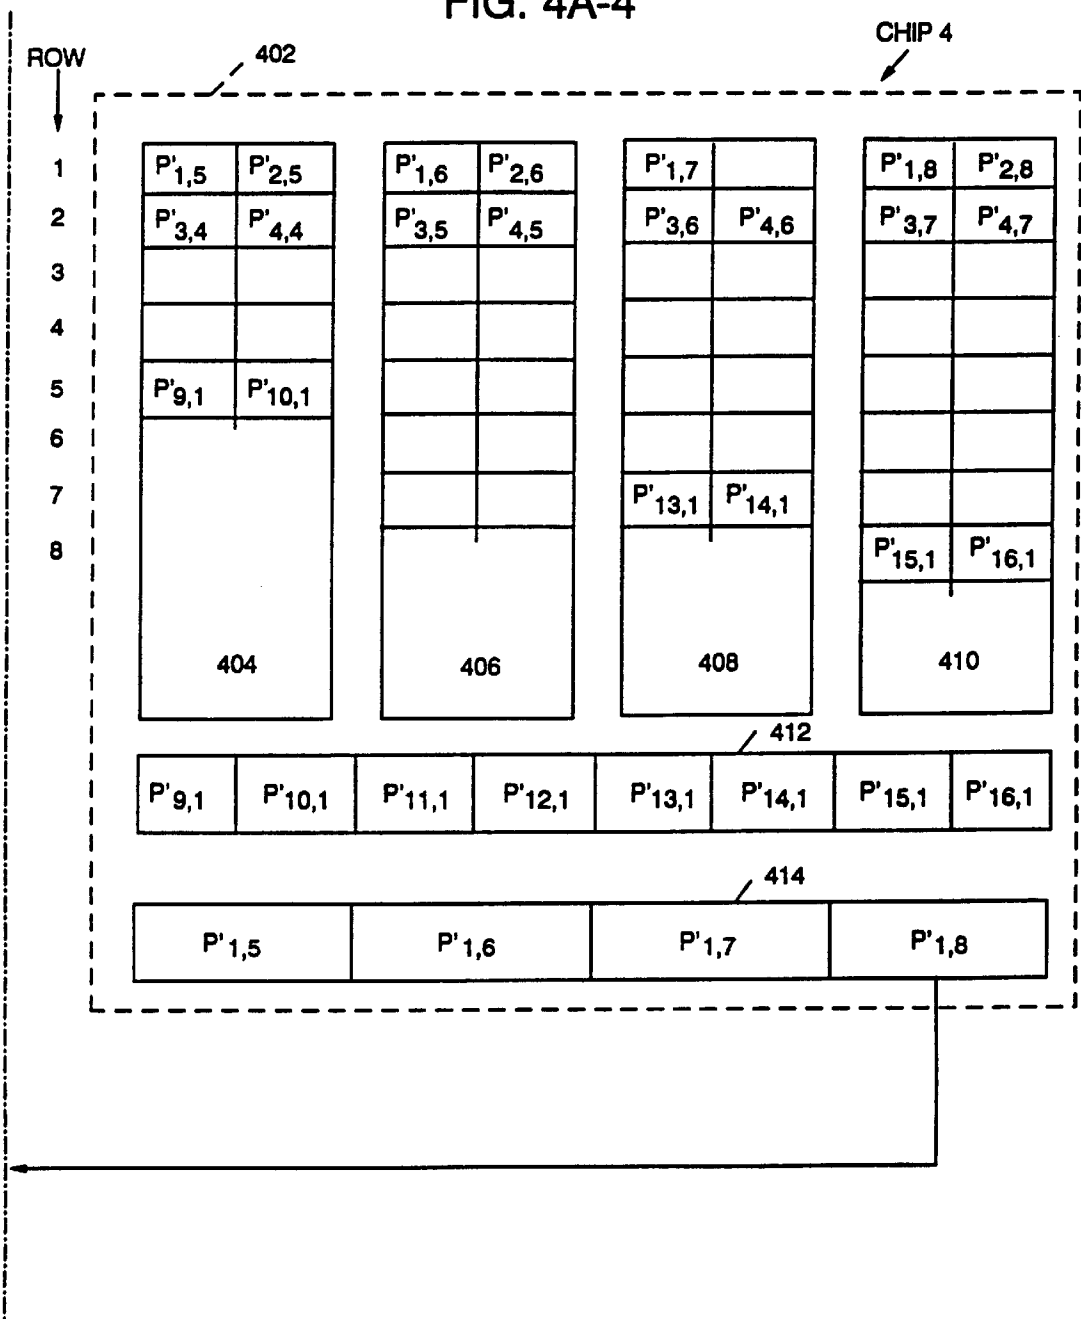 FIG. 4A-4
CHIP 4
ROW
402
1 P'1,5 P'2,5 P'1,6 P'2,6 P'1,7 P'1,8 P'2,8
2 P'3,4 P'4,4 P'3,5 P'4,5 P'3,6 P'4,6 P'3,7 P'4,7
3
4
5 P'9,1 P'10,1
6
7 P'13,1 P'14,1
8 P'15,1 P'16,1
404 406 408 410
412
P'9,1 P'10,1 P'11,1 P'12,1 P'13,1 P'14,1 P'15,1 P'16,1
414
P'1,5 P'1,6 P'1,7 P'1,8